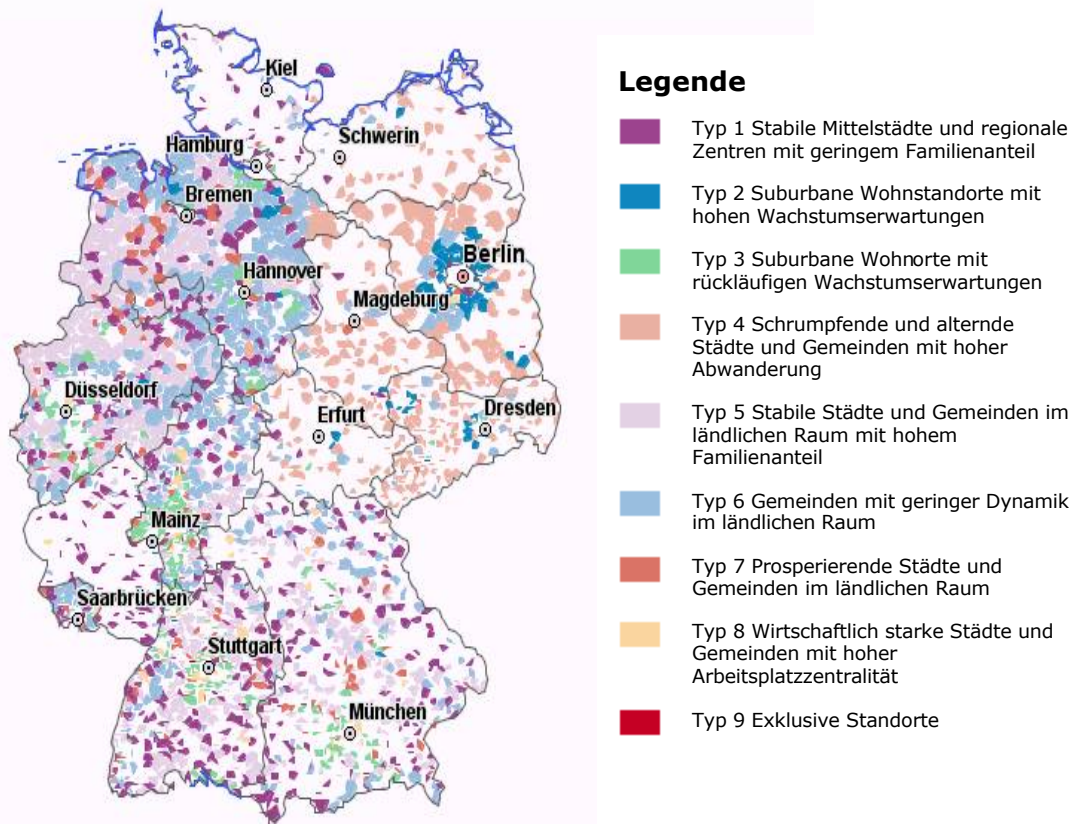 Kiel
Schwerin
Hamburg
Bremen
Berlin
Hannover
Magdeburg
Düsseldorf
Erfurt
Dresden
Mainz
Saarbrücken
Stuttgart
München
Legende
Typ 1 Stabile Mittelstädte und regionale
Zentren mit geringem Familienanteil
Typ 2 Suburbane Wohnstandorte mit
hohen Wachstumserwartungen
Typ 3 Suburbane Wohnorte mit
rückläufigen Wachstumserwartungen
Typ 4 Schrumpfende und alternde
Städte und Gemeinden mit hoher
Abwanderung
Typ 5 Stabile Städte und Gemeinden im
ländlichen Raum mit hohem
Familienanteil
Typ 6 Gemeinden mit geringer Dynamik
im ländlichen Raum
Typ 7 Prosperierende Städte und
Gemeinden im ländlichen Raum
Typ 8 Wirtschaftlich starke Städte und
Gemeinden mit hoher
Arbeitsplatzzentralität
Typ 9 Exklusive Standorte